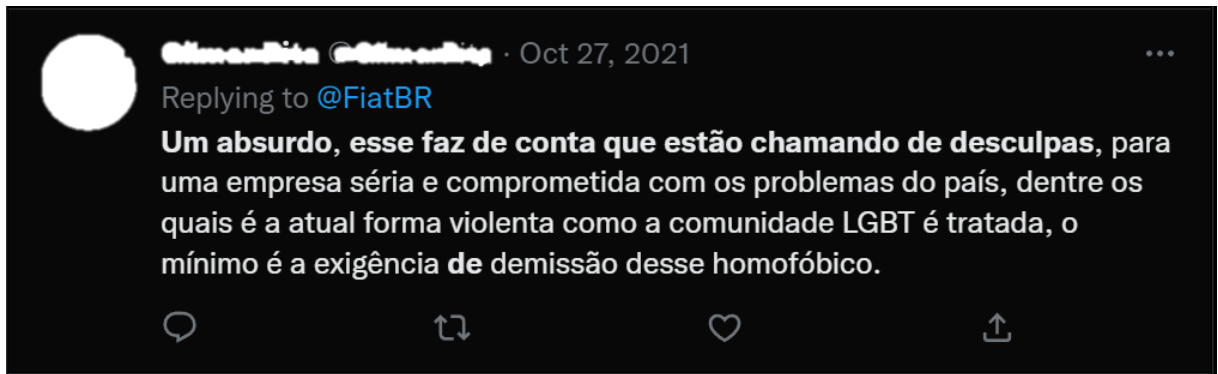 · Oct 27, 2021
Replying to @FiatBR
Um absurdo, esse faz de conta que estão chamando de desculpas, para
uma empresa séria e comprometida com os problemas do país, dentre os
quais é a atual forma violenta como a comunidade LGBT é tratada, o
mínimo é a exigência de demissão desse homofóbico.